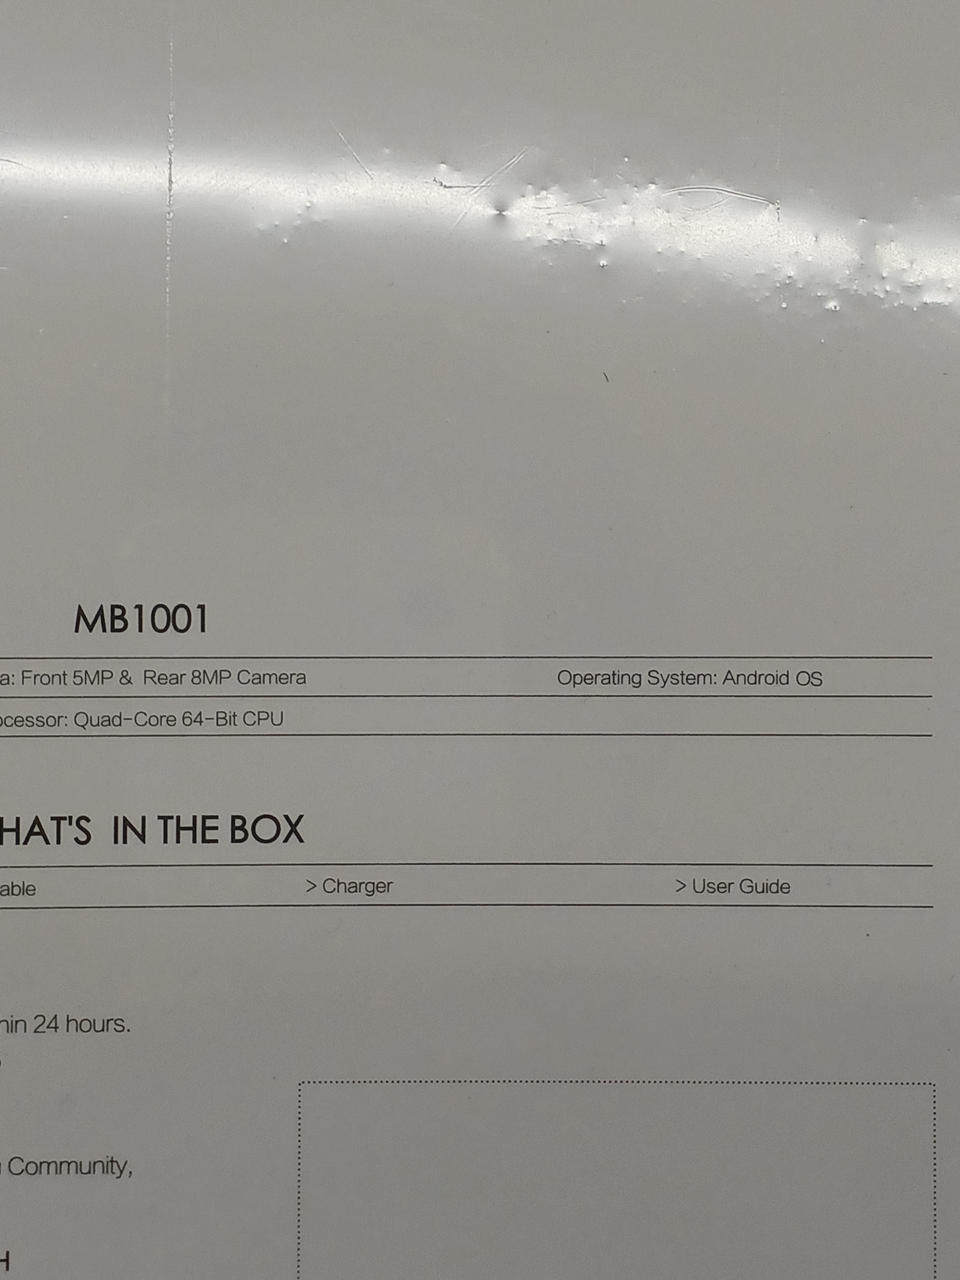 MB1001
a: Front 5MP & Rear 8MP Camera Operating System: Android OS
ocessor: Quad-Core 64-Bit CPU
HAT'S IN THE BOX
able > Charger > User Guide
hin 24 hours.
Community,
H